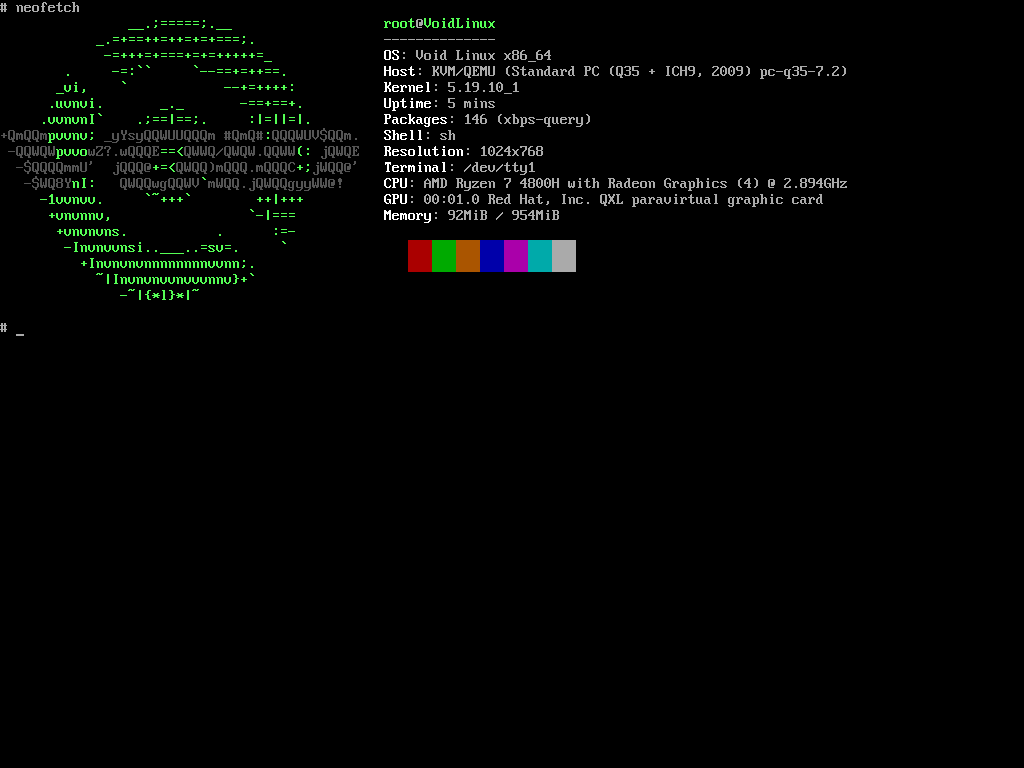 # neofetch
root@VoidLinux
--------------
OS: Void Linux x86_64
Host: KVM/QEMU (Standard PC (Q35 + ICH9, 2009) pc-q35-7.2)
Kernel: 5.19.10_1
Uptime: 5 mins
Packages: 146 (xbps-query)
Shell: sh
Resolution: 1024x768
Terminal: /dev/tty1
CPU: AMD Ryzen 7 4800H with Radeon Graphics (4) @ 2.894GHz
GPU: 00:01.0 Red Hat, Inc. QXL paravirtual graphic card
Memory: 92MiB / 954MiB
# _